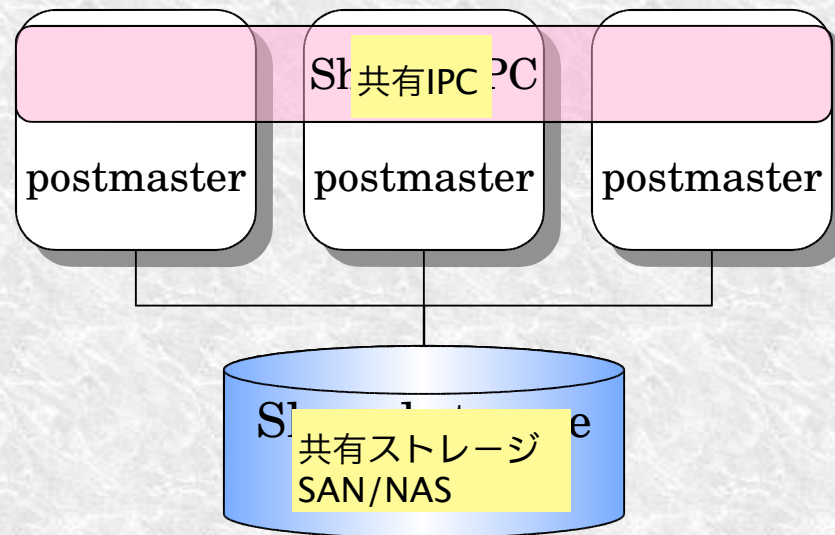 共有IPC
postmaster
postmaster
postmaster
共有ストレージ
SAN/NAS